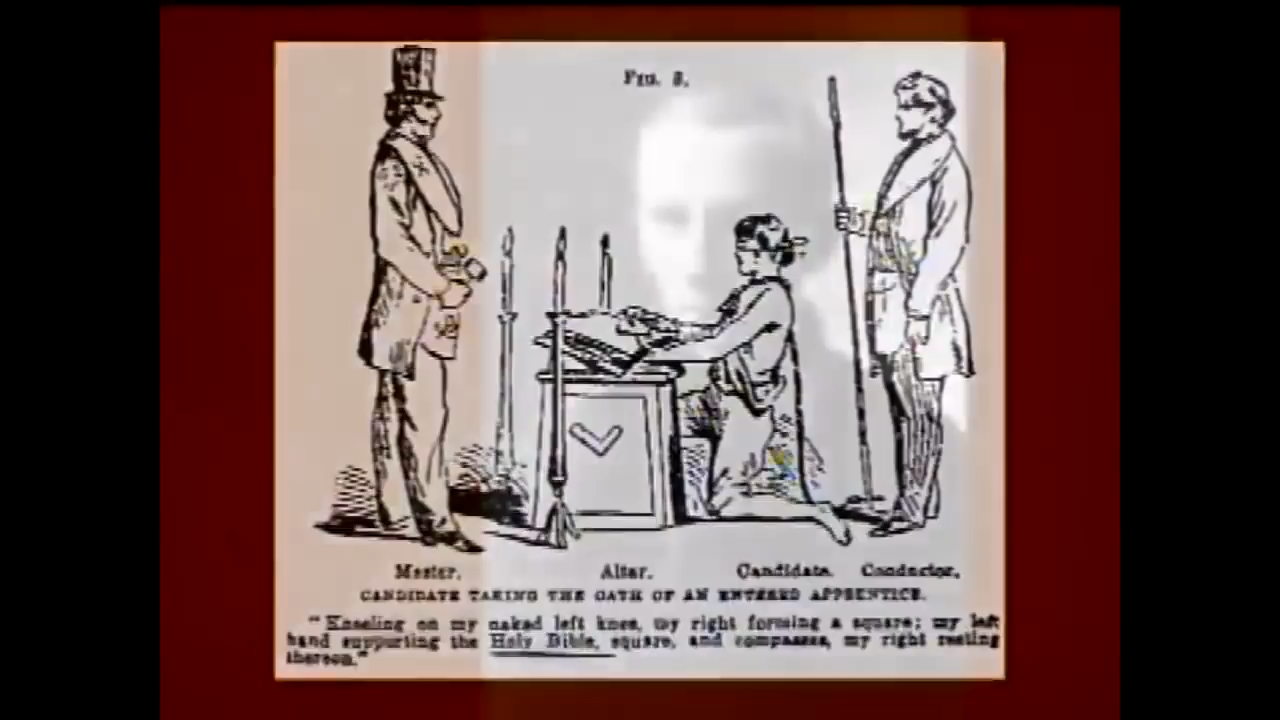 FIG. 8.
Master. Altar. Candidate. Conductor.
CANDIDATE TAKING THE OATH OF AN ENTERED APPRENTICE.
"Kneeling on my naked left knee, my right forming a square; my left
hand supporting the Holy Bible, square, and compasses, my right resting
thereon."